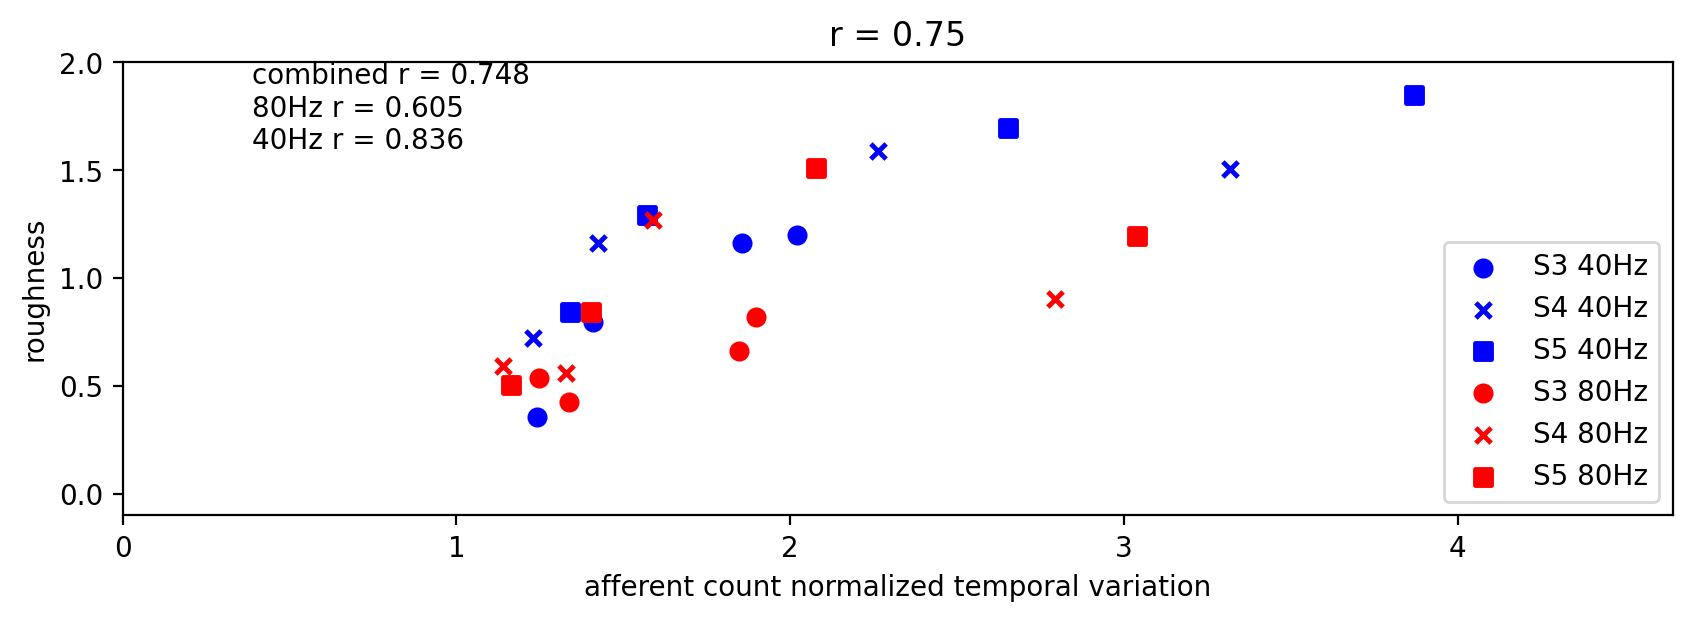 r = 0.75
combined r = 0.748
80Hz r = 0.605
40Hz r = 0.836
2.0
1.5
1.0
0.5
0.0
roughness
S3 40Hz
S4 40Hz
S5 40Hz
S3 80Hz
S4 80Hz
S5 80Hz
0 1 2 3 4
afferent count normalized temporal variation